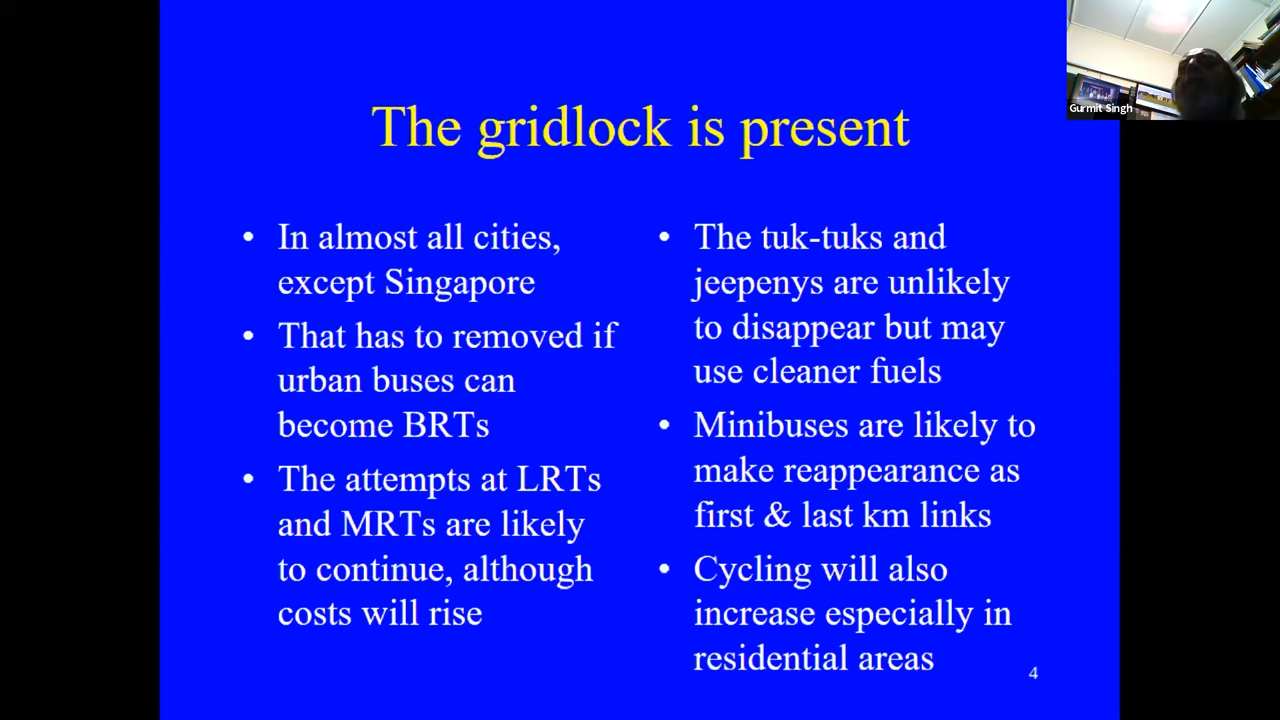 The gridlock is present
• In almost all cities,
except Singapore
• That has to removed if
urban buses can
become BRTs
• The attempts at LRTs
and MRTs are likely
to continue, although
costs will rise
• The tuk-tuks and
jeepenys are unlikely
to disappear but may
use cleaner fuels
• Minibuses are likely to
make reappearance as
first & last km links
• Cycling will also
increase especially in
residential areas
4
Gurmit Singh